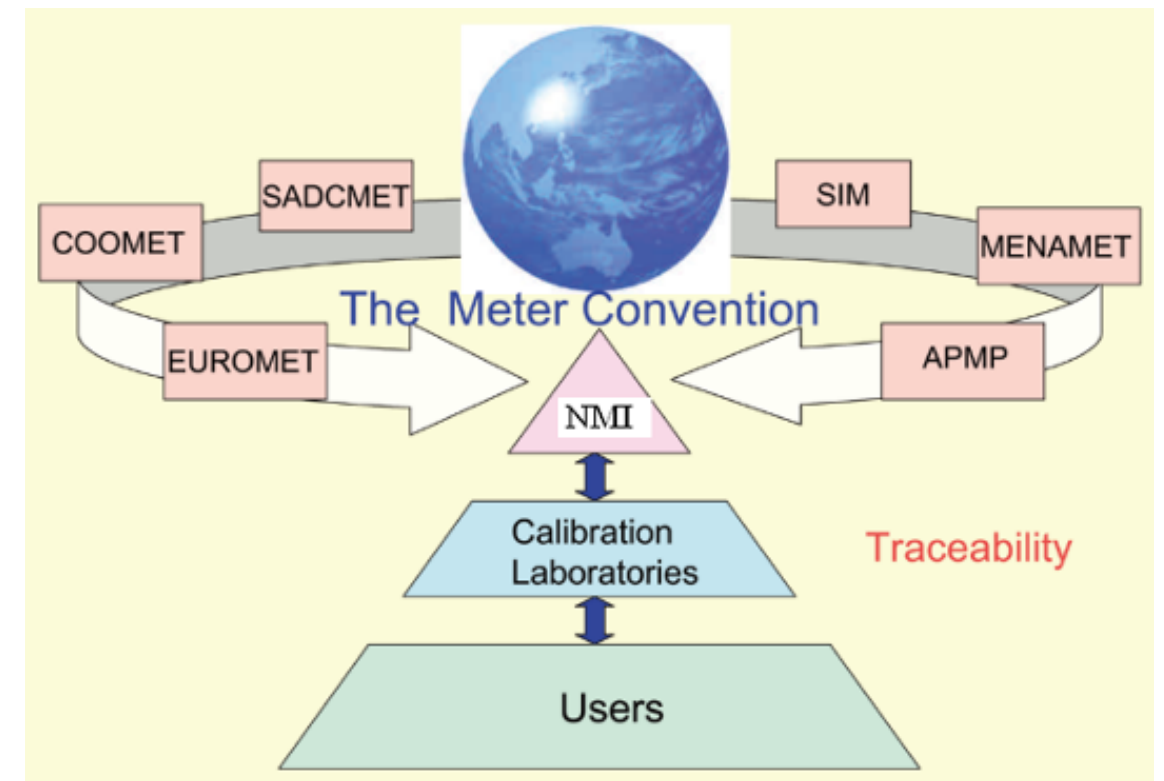 SADCMET
SIM
COOMET
MENAMET
The Meter Convention
EUROMET
APMP
NMI
Calibration
Laboratories
Traceability
Users